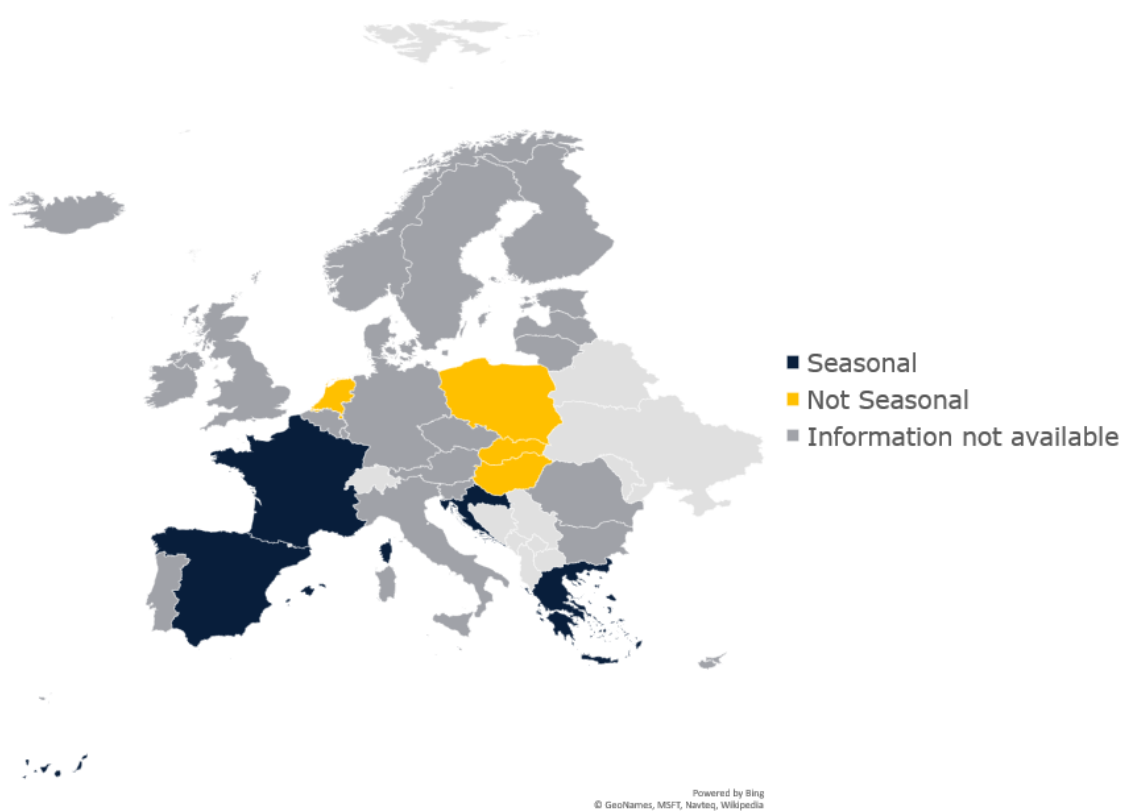 Seasonal
Not Seasonal
Information not available
Powered by Bing
© GeoNames, MSFT, Navteq, Wikipedia